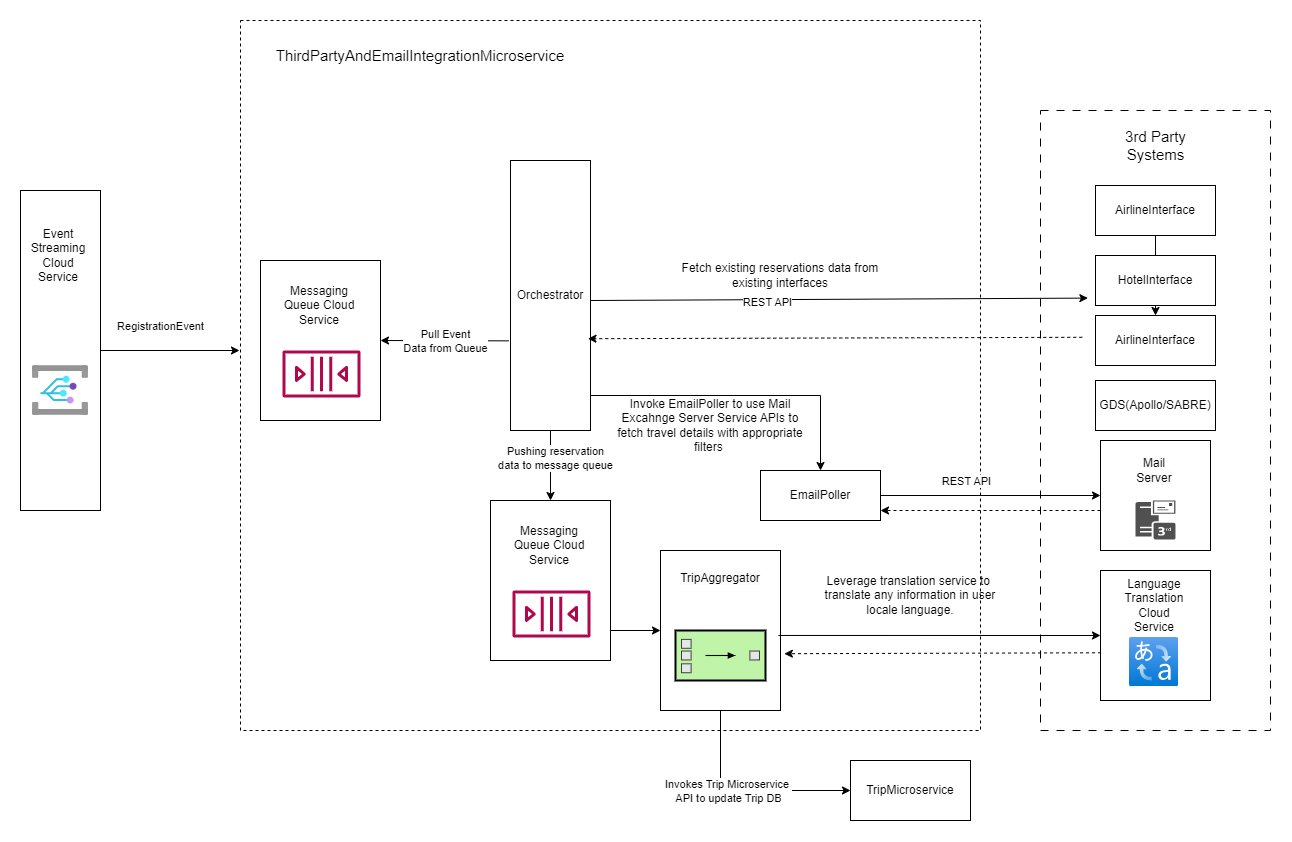 ThirdPartyAndEmailIntegrationMicroservice
3rd Party
Systems
AirlineInterface
HotelInterface
AirlineInterface
GDS(Apollo/SABRE)
Event
Streaming
Cloud
Service
RegistrationEvent
Messaging
Queue Cloud
Service
Pull Event
Data from Queue
Orchestrator
Fetch existing reservations data from
existing interfaces
REST API
Invoke EmailPoller to use Mail
Excahnge Server Service APIs to
fetch travel details with appropriate
filters
Pushing reservation
data to message queue
EmailPoller
REST API
Mail
Server
3rd
Messaging
Queue Cloud
Service
TripAggregator
Leverage translation service to
translate any information in user
locale language.
Language
Translation
Cloud
Service
あ
a
Invokes Trip Microservice
API to update Trip DB
TripMicroservice